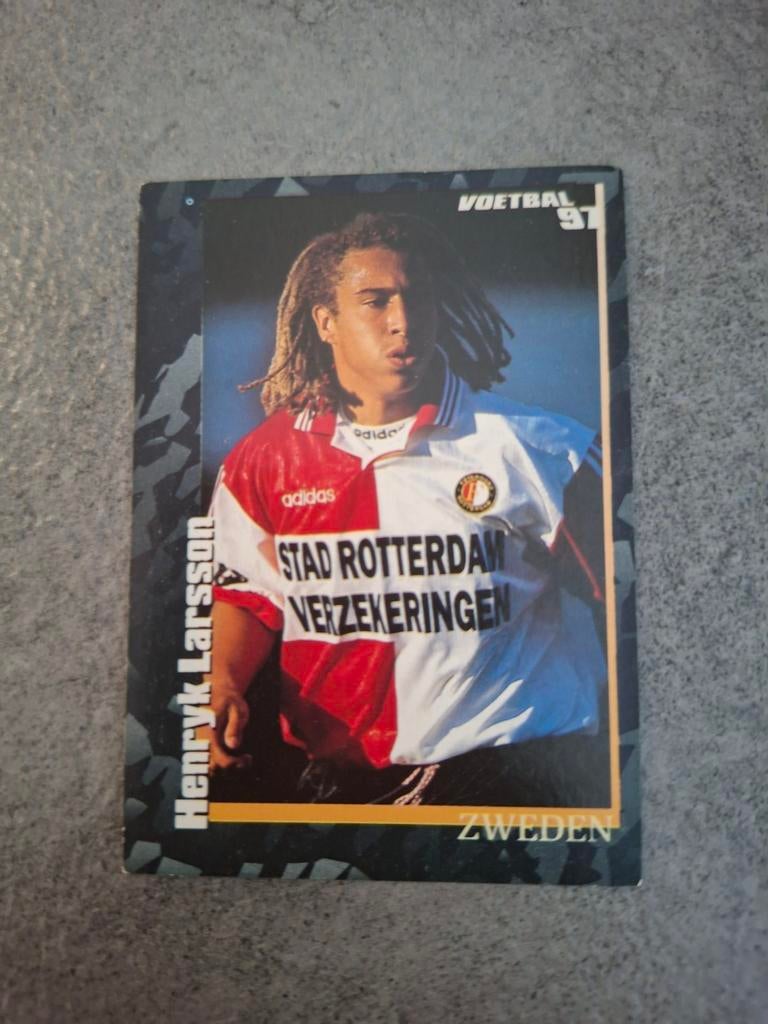 VOETBAL
97
adidas
adidas
STAD ROTTERDAM
VERZEKERINGEN
Henryk Larsson
ZWEDEN